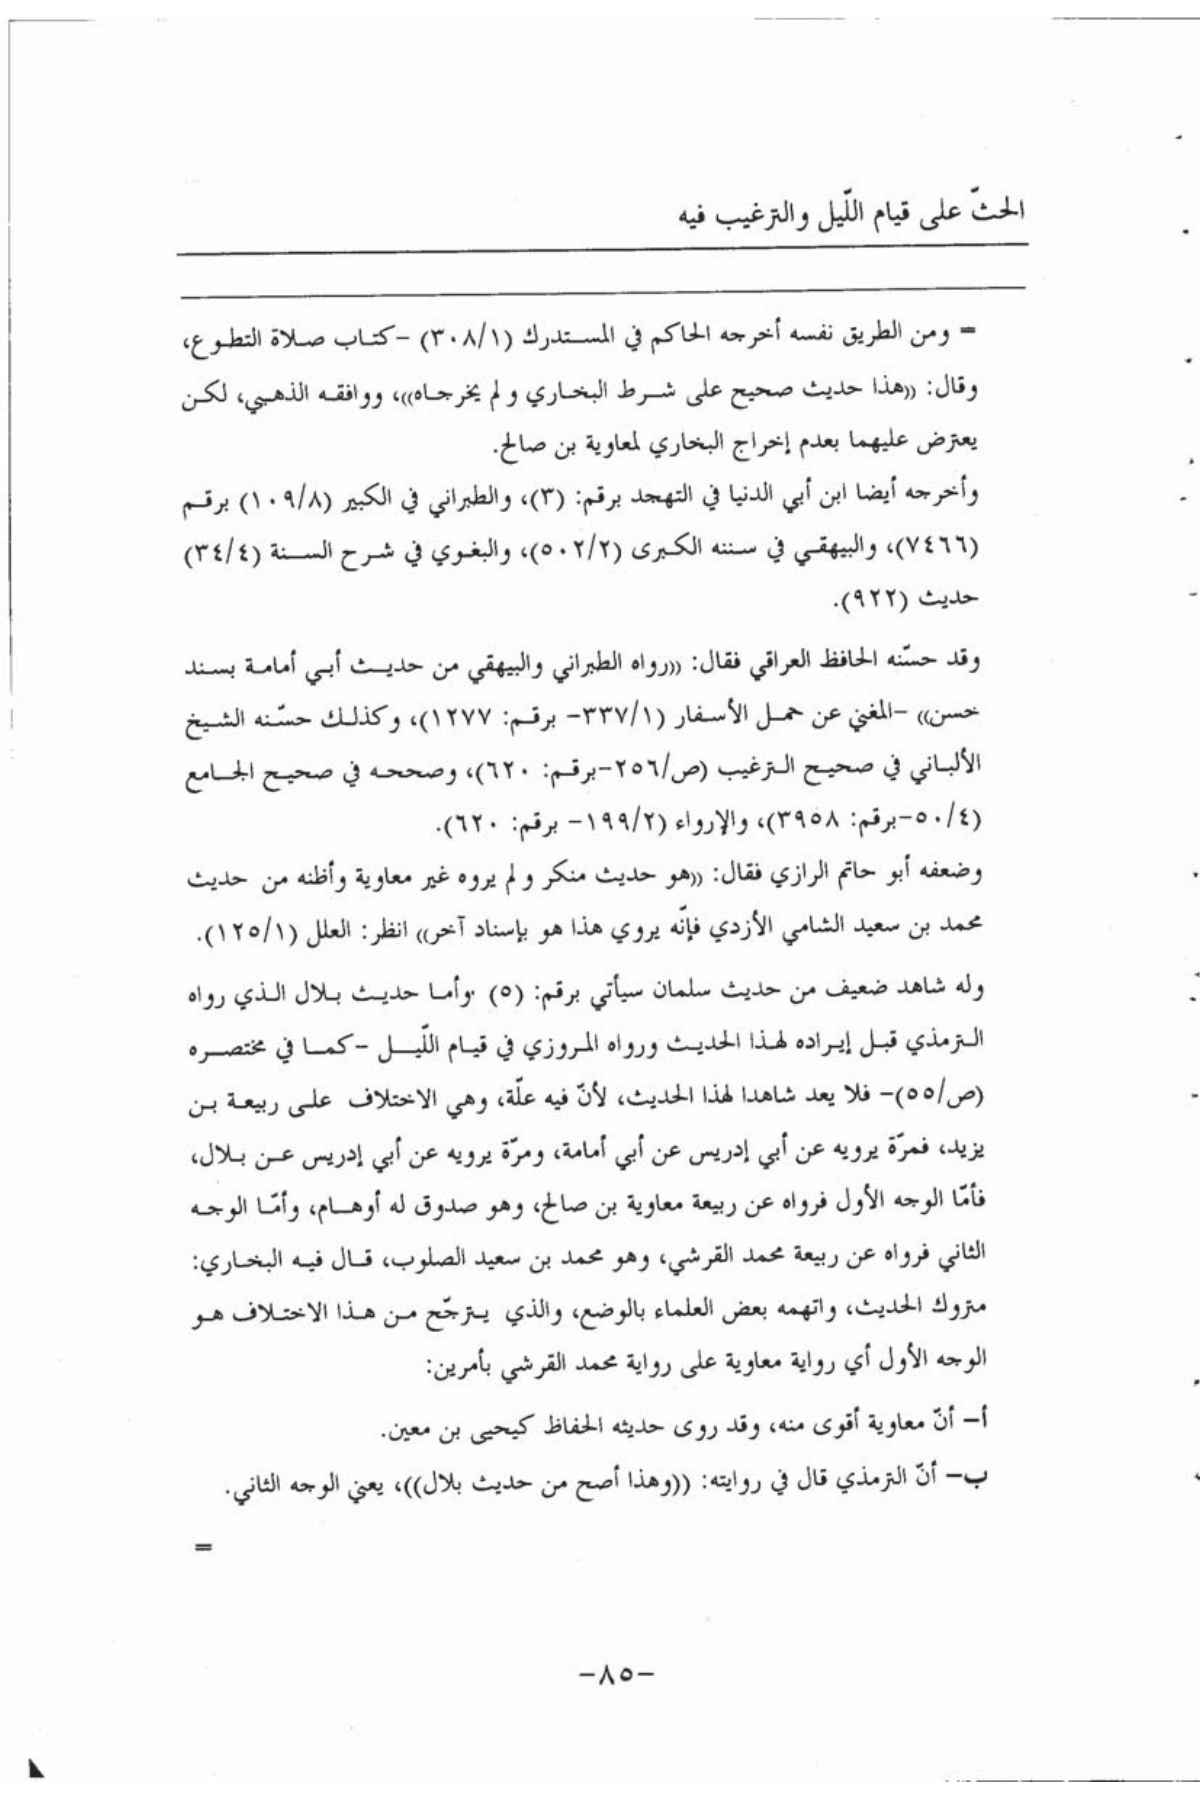 الحثّ على قيام اللّيل والترغيب فيه
= ومن الطريق نفسه أخرجه الحاكم في المستدرك (٣٠٨/١) -كتاب صلاة التطوع،
وقال: ((هذا حديث صحيح على شرط البخاري ولم يخرجاه))، ووافقه الذهبي، لكن
يعترض عليهما بعدم إخراج البخاري لمعاوية بن صالح.
وأخرجه أيضا ابن أبي الدنيا في التهجد برقم: (٣)، والطبراني في الكبير (١٠٩/٨) برقم
(٧٤٦٦)، والبيهقي في سننه الكبرى (٥٠٢/٢)، والبغوي في شرح السنة (٣٤/٤)
حديث (٩٢٢).
وقد حسّنه الحافظ العراقي فقال: ((رواه الطبراني والبيهقي من حديث أبي أمامة بسند
حسن)) -المغني عن حمل الأسفار (٣٣٧/١- برقم: ١٢٧٧)، وكذلك حسّنه الشيخ
الألباني في صحيح الترغيب (ص/٢٥٦-برقم: ٦٢٠)، وصححه في صحيح الجامع
(٥٠/٤-برقم: ٣٩٥٨)، والإرواء (١٩٩/٢- برقم: ٦٢٠).
وضعفه أبو حاتم الرازي فقال: ((هو حديث منكر ولم يروه غير معاوية وأظنه من حديث
محمد بن سعيد الشامي الأزدي فإنّه يروي هذا هو بإسناد آخر)) انظر: العلل (١٢٥/١).
وله شاهد ضعيف من حديث سلمان سيأتي برقم: (٥) وأما حديث بلال الذي رواه
الترمذي قبل إيراده لهذا الحديث ورواه المروزي في قيام اللّيل -كما في مختصره
(ص/٥٥)- فلا يعد شاهدا لهذا الحديث، لأنّ فيه علّة، وهي الاختلاف على ربيعة بن
يزيد، فمرّة يرويه عن أبي إدريس عن أبي أمامة، ومرّة يرويه عن أبي إدريس عن بلال،
فأمّا الوجه الأول فرواه عن ربيعة معاوية بن صالح، وهو صدوق له أوهام، وأمّا الوجه
الثاني فرواه عن ربيعة محمد القرشي، وهو محمد بن سعيد الصلوب، قال فيه البخاري:
متروك الحديث، واتهمه بعض العلماء بالوضع، والذي يترجّح من هذا الاختلاف هو
الوجه الأول أي رواية معاوية على رواية محمد القرشي بأمرين:
أ- أنّ معاوية أقوى منه، وقد روى حديثه الحفاظ كيحيى بن معين.
ب- أنّ الترمذي قال في روايته: ((وهذا أصح من حديث بلال))، يعني الوجه الثاني.
=
-٨٥-